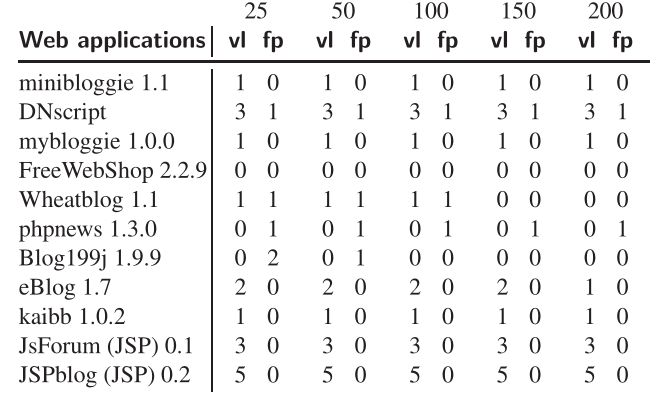 25 50 100 150 200
Web applications vl fp vl fp vl fp vl fp vl fp
minibloggie 1.1 1 0 1 0 1 0 1 0 1 0
DNscript 3 1 3 1 3 1 3 1 3 1
mybloggie 1.0.0 1 0 1 0 1 0 1 0 1 0
FreeWebShop 2.2.9 0 0 0 0 0 0 0 0 0 0
Wheatblog 1.1 1 1 1 1 1 1 0 0 0 0
phpnews 1.3.0 0 1 0 1 0 1 0 1 0 1
Blog199j 1.9.9 0 2 0 1 0 0 0 0 0 0
eBlog 1.7 2 0 2 0 2 0 2 0 1 0
kaibb 1.0.2 1 0 1 0 1 0 1 0 1 0
JsForum (JSP) 0.1 3 0 3 0 3 0 3 0 3 0
JSPblog (JSP) 0.2 5 0 5 0 5 0 5 0 5 0